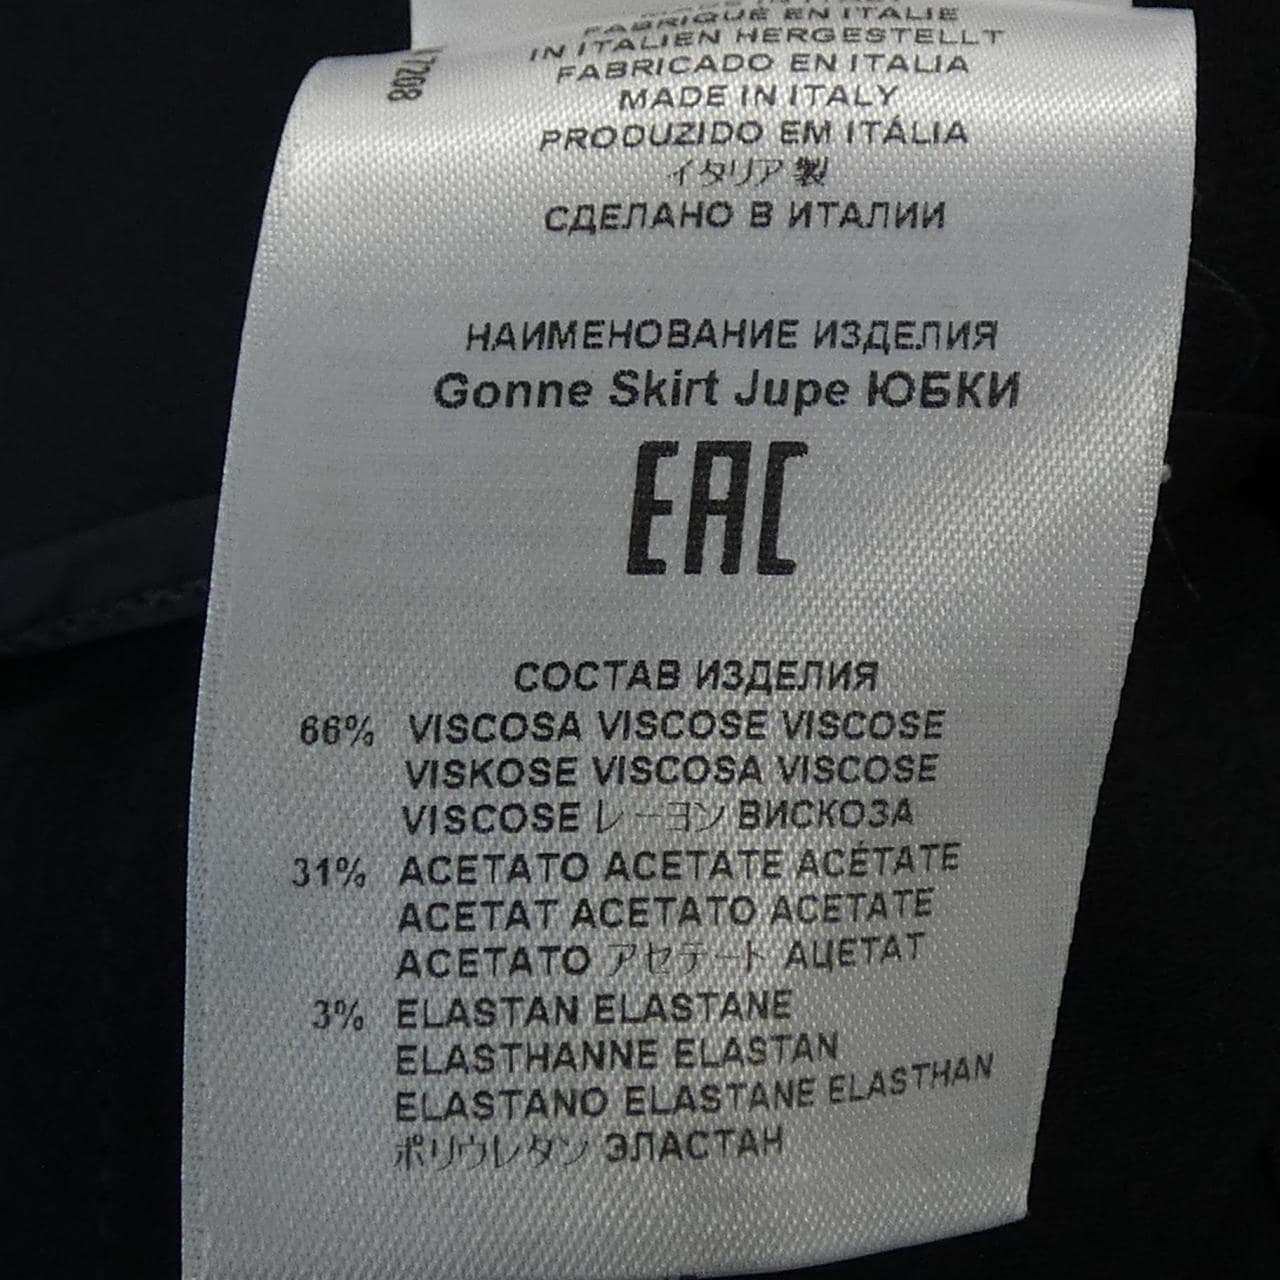 FABRIQUÉ EN ITALIE
IN ITALIEN HERGESTELLT
FABRICADO EN ITALIA
MADE IN ITALY
PRODUZIDO EM ITÁLIA
イタリア製
СДЕЛАНО В ИТАЛИИ
НАИМЕНОВАНИЕ ИЗДЕЛИЯ
Gonne Skirt Jupe ЮБКИ
EAC
СОСТАВ ИЗДЕЛИЯ
66% VISCOSA VISCOSE VISCOSE
VISKOSE VISCOSA VISCOSE
VISCOSE レーヨン ВИСКОЗА
31% ACETATO ACETATE ACÉTATE
ACETAT ACETATO ACETATE
ACETATO アセテート АЦЕТАТ
3% ELASTAN ELASTANE
ELASTHANNE ELASTAN
ELASTANO ELASTANE ELASTHAN
ポリウレタン ЭЛАСТАН